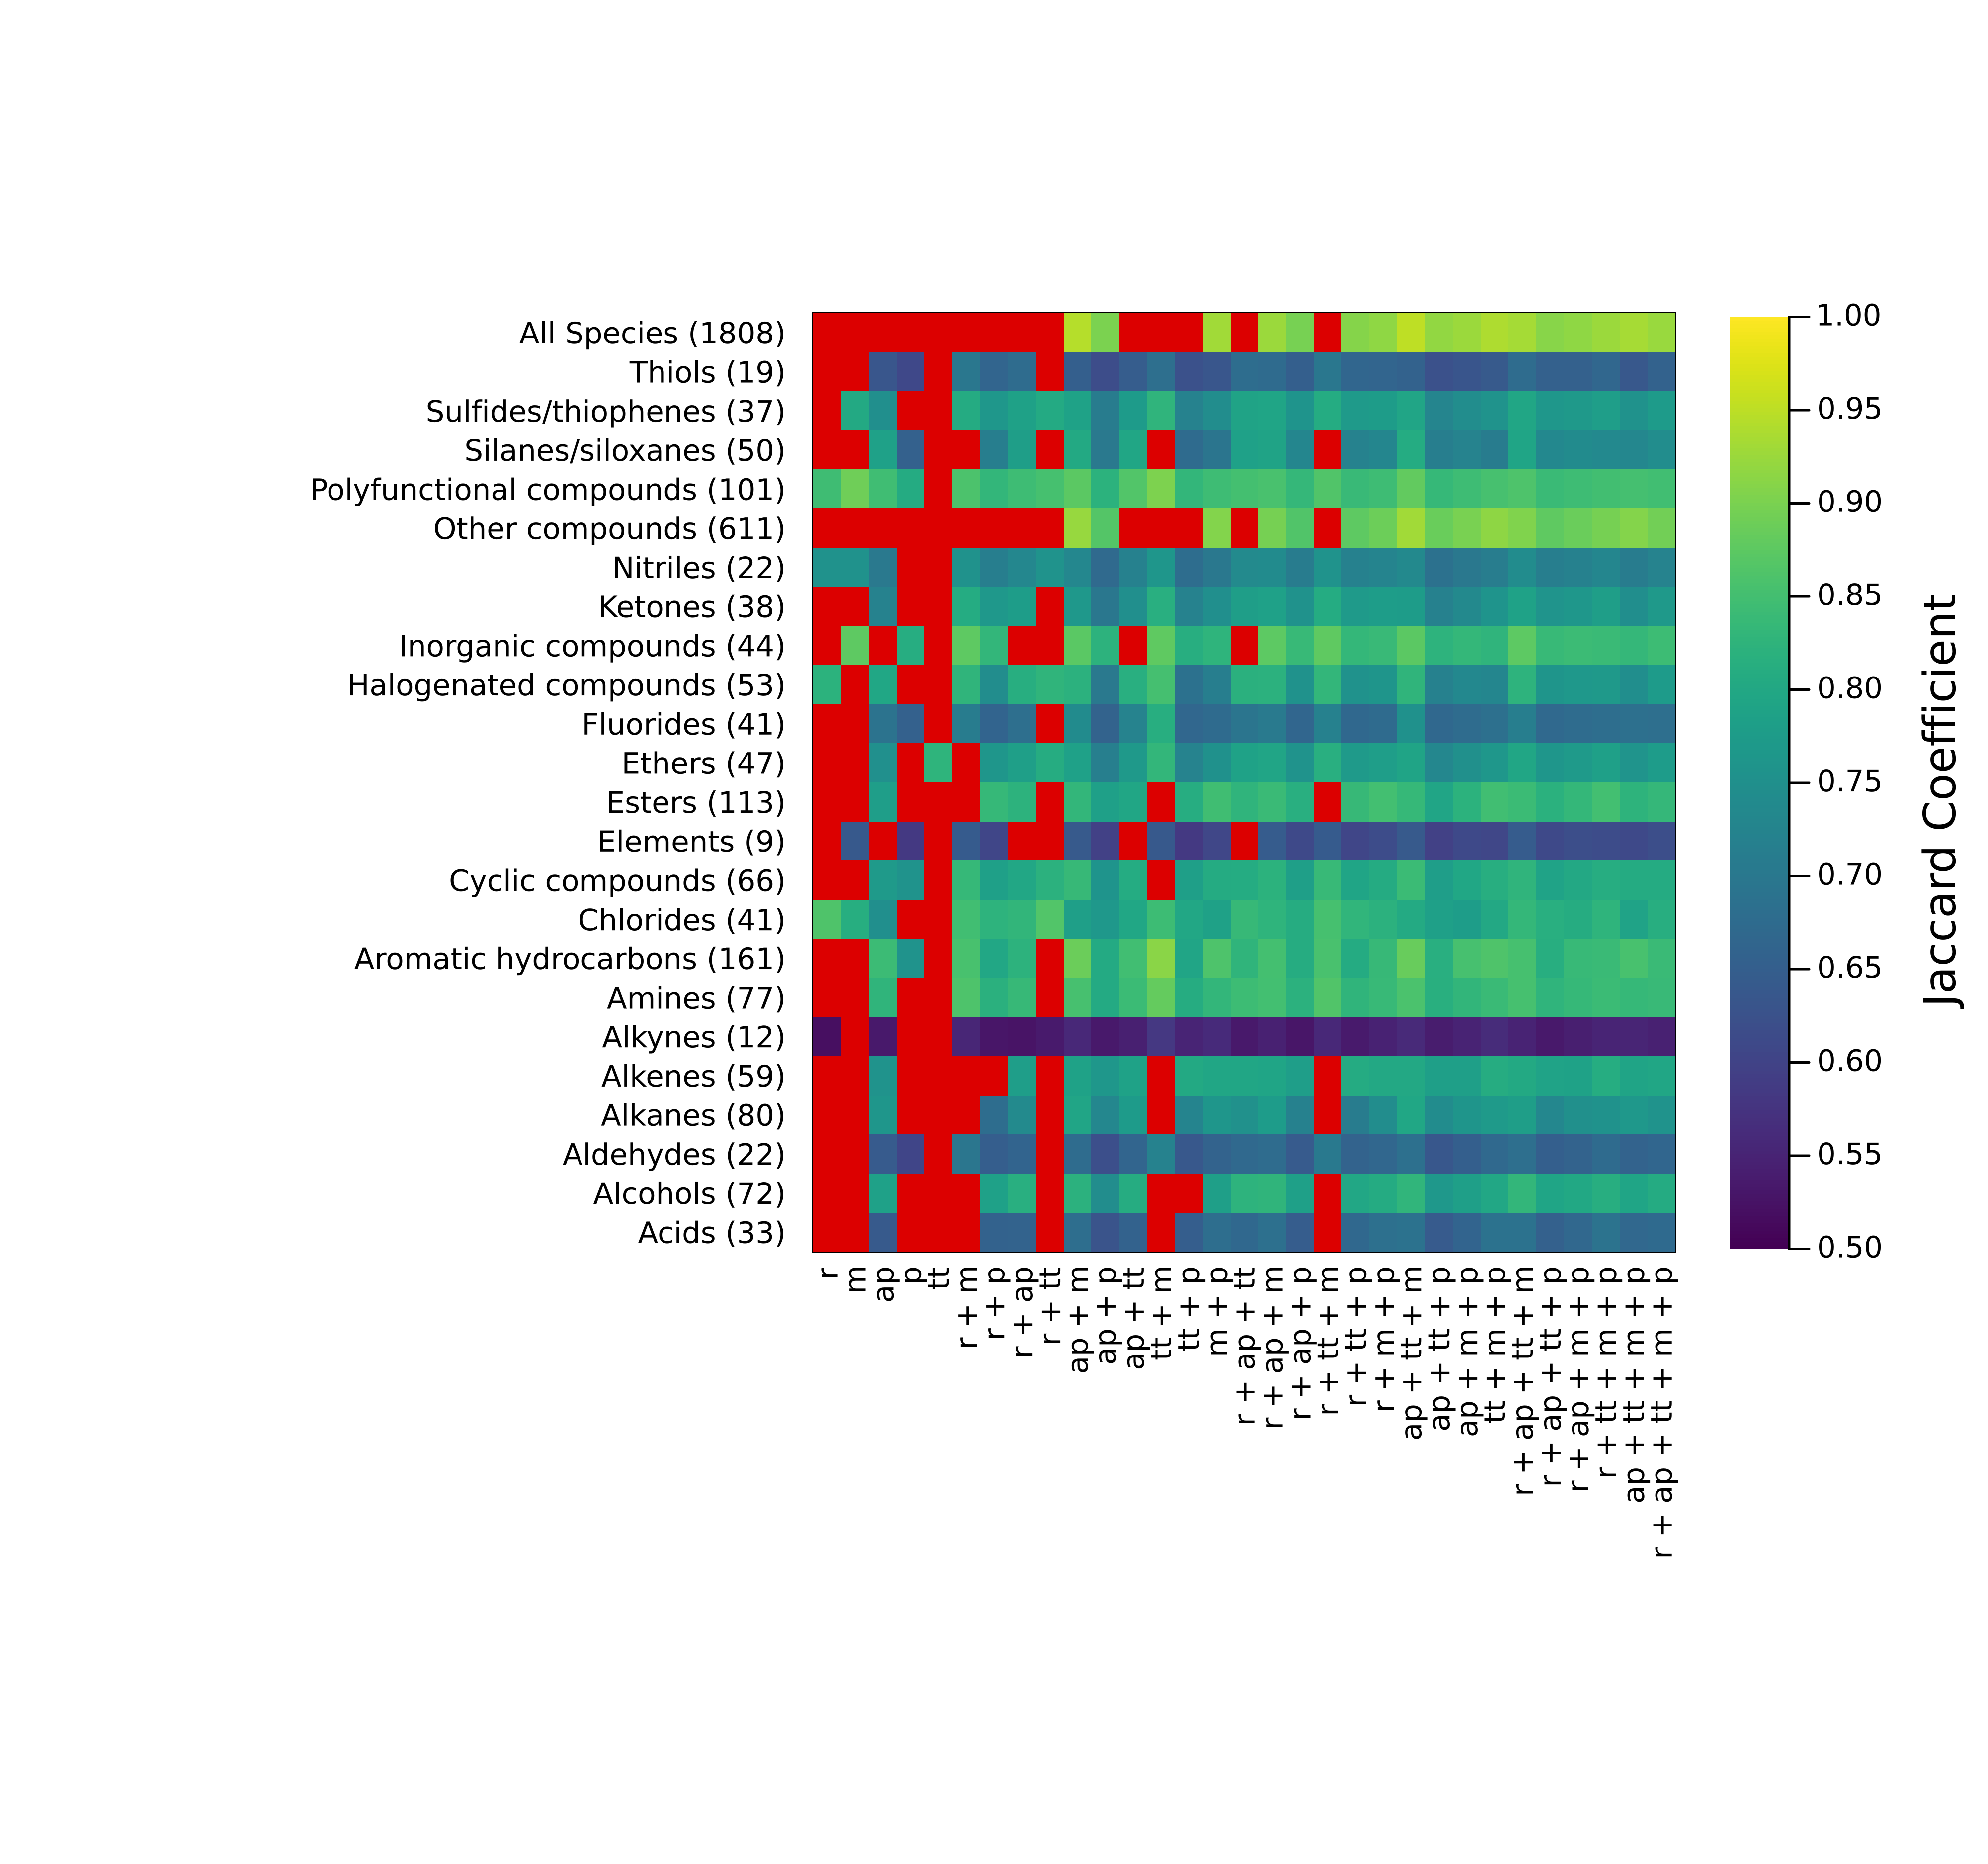 All Species (1808)
Thiols (19)
Sulfides/thiophenes (37)
Silanes/siloxanes (50)
Polyfunctional compounds (101)
Other compounds (611)
Nitriles (22)
Ketones (38)
Inorganic compounds (44)
Halogenated compounds (53)
Fluorides (41)
Ethers (47)
Esters (113)
Elements (9)
Cyclic compounds (66)
Chlorides (41)
Aromatic hydrocarbons (161)
Amines (77)
Alkynes (12)
Alkenes (59)
Alkanes (80)
Aldehydes (22)
Alcohols (72)
Acids (33)
r
m
ap
p
tt
r + m
r + p
r + ap
r + tt
ap + m
ap + p
ap + tt
tt + m
tt + p
m + p
r + ap + tt
r + ap + m
r + ap + p
r + tt + m
r + tt + p
r + m + p
ap + tt + m
ap + tt + p
ap + m + p
tt + m + p
r + ap + tt + m
r + ap + tt + p
r + ap + m + p
r + tt + m + p
ap + tt + m + p
r + ap + tt + m + p
1.00
0.95
0.90
0.85
0.80
0.75
0.70
0.65
0.60
0.55
0.50
Jaccard Coefficient